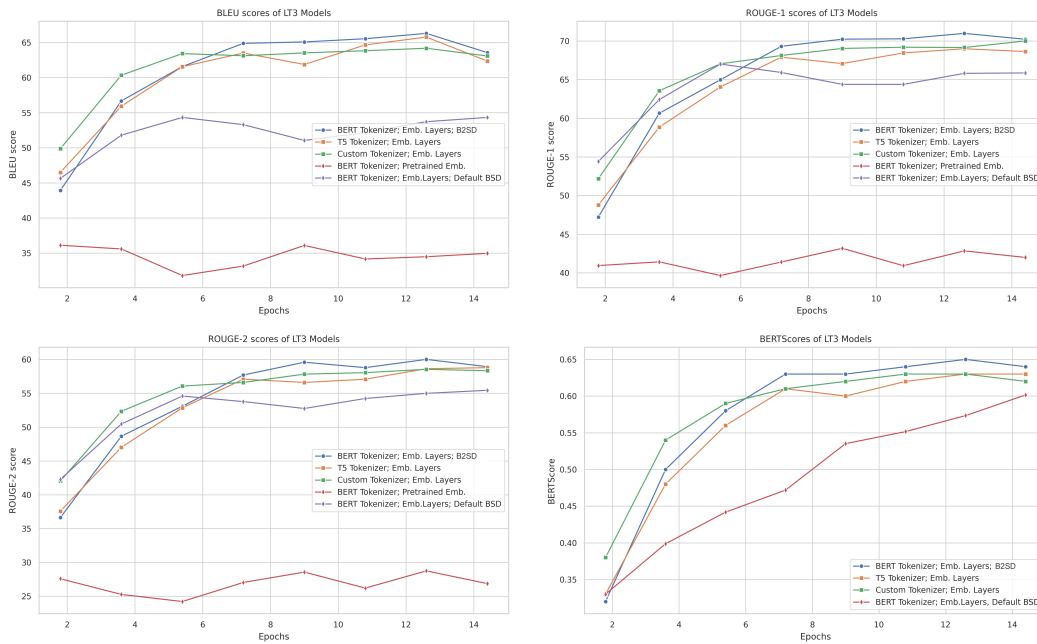 BLEU scores of LT3 Models
BLEU score
65
60
55
50
45
40
35
2 4 6 8 10 12 14
Epochs
BERT Tokenizer; Emb. Layers; B2SD
T5 Tokenizer; Emb. Layers
Custom Tokenizer; Emb. Layers
BERT Tokenizer; Pretrained Emb.
BERT Tokenizer; Emb.Layers; Default BSD
ROUGE-1 scores of LT3 Models
ROUGE-1 score
70
65
60
55
50
45
40
2 4 6 8 10 12 14
Epochs
BERT Tokenizer; Emb. Layers; B2SD
T5 Tokenizer; Emb. Layers
Custom Tokenizer; Emb. Layers
BERT Tokenizer; Pretrained Emb.
BERT Tokenizer; Emb.Layers; Default BSD
ROUGE-2 scores of LT3 Models
ROUGE-2 score
60
55
50
45
40
35
30
25
2 4 6 8 10 12 14
Epochs
BERT Tokenizer; Emb. Layers; B2SD
T5 Tokenizer; Emb. Layers
Custom Tokenizer; Emb. Layers
BERT Tokenizer; Pretrained Emb.
BERT Tokenizer; Emb.Layers; Default BSD
BERTScores of LT3 Models
BERTScore
0.65
0.60
0.55
0.50
0.45
0.40
0.35
2 4 6 8 10 12 14
Epochs
BERT Tokenizer; Emb. Layers; B2SD
T5 Tokenizer; Emb. Layers
Custom Tokenizer; Emb. Layers
BERT Tokenizer; Emb.Layers, Default BSD